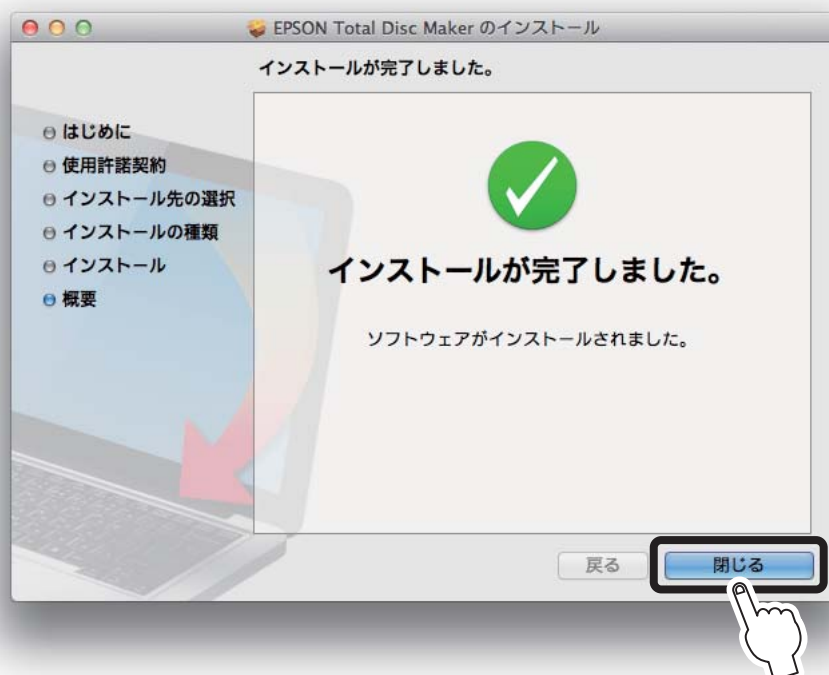 EPSON Total Disc Maker のインストール
インストールが完了しました。
はじめに
使用許諾契約
インストール先の選択
インストールの種類
インストール
概要
インストールが完了しました。
ソフトウェアがインストールされました。
戻る
閉じる